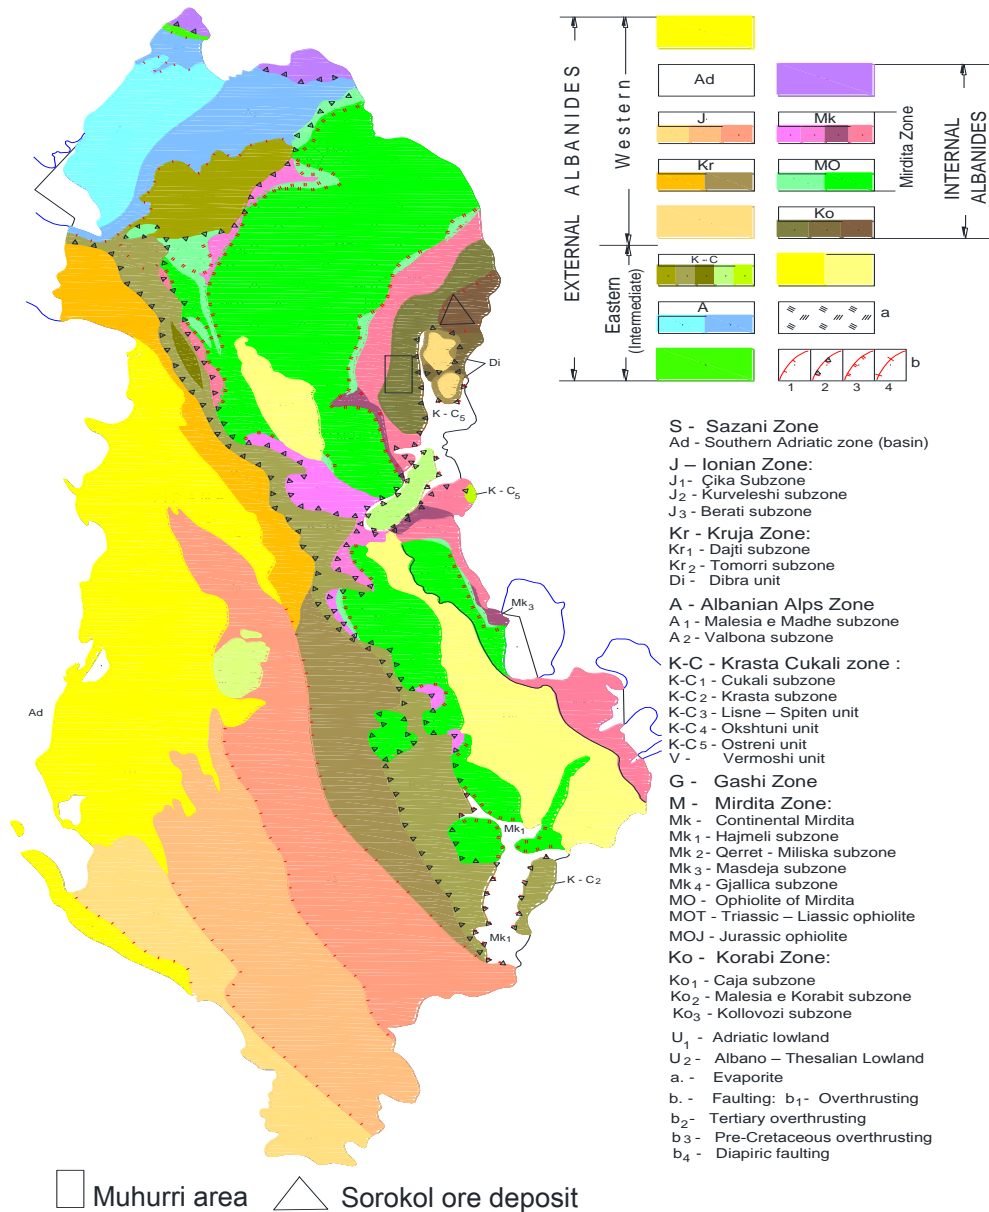 EXTERNAL ALBANIDES
Western
Eastern
(Intermediate)
Ad
J
Mk
Kr
MO
Ko
K - C
A
a
b
1 2 3 4
Mirdita Zone
INTERNAL
ALBANIDES
Di
K - C5
K - C5
Mk3
Ad
Mk1
K - C2
Mk1
S - Sazani Zone
Ad - Southern Adriatic zone (basin)
J – Ionian Zone:
J1- Çika Subzone
J2 - Kurveleshi subzone
J3 - Berati subzone
Kr - Kruja Zone:
Kr1 - Dajti subzone
Kr2 - Tomorri subzone
Di - Dibra unit
A - Albanian Alps Zone
A1 - Malesia e Madhe subzone
A2 - Valbona subzone
K-C - Krasta Cukali zone :
K-C1 - Cukali subzone
K-C2 - Krasta subzone
K-C3 - Lisne – Spiten unit
K-C4 - Okshtuni unit
K-C5 - Ostreni unit
V - Vermoshi unit
G - Gashi Zone
M - Mirdita Zone:
Mk - Continental Mirdita
Mk1 - Hajmeli subzone
Mk2 - Qerret - Miliska subzone
Mk3 - Masdeja subzone
Mk4 - Gjallica subzone
MO - Ophiolite of Mirdita
MOT - Triassic – Liassic ophiolite
MOJ - Jurassic ophiolite
Ko - Korabi Zone:
Ko1 - Caja subzone
Ko2 - Malesia e Korabit subzone
Ko3 - Kollovozi subzone
U1 - Adriatic lowland
U2 - Albano – Thesalian Lowland
a. - Evaporite
b. - Faulting: b1- Overthrusting
b2 - Tertiary overthrusting
b3 - Pre-Cretaceous overthrusting
b4 - Diapiric faulting
Muhurri area Sorokol ore deposit